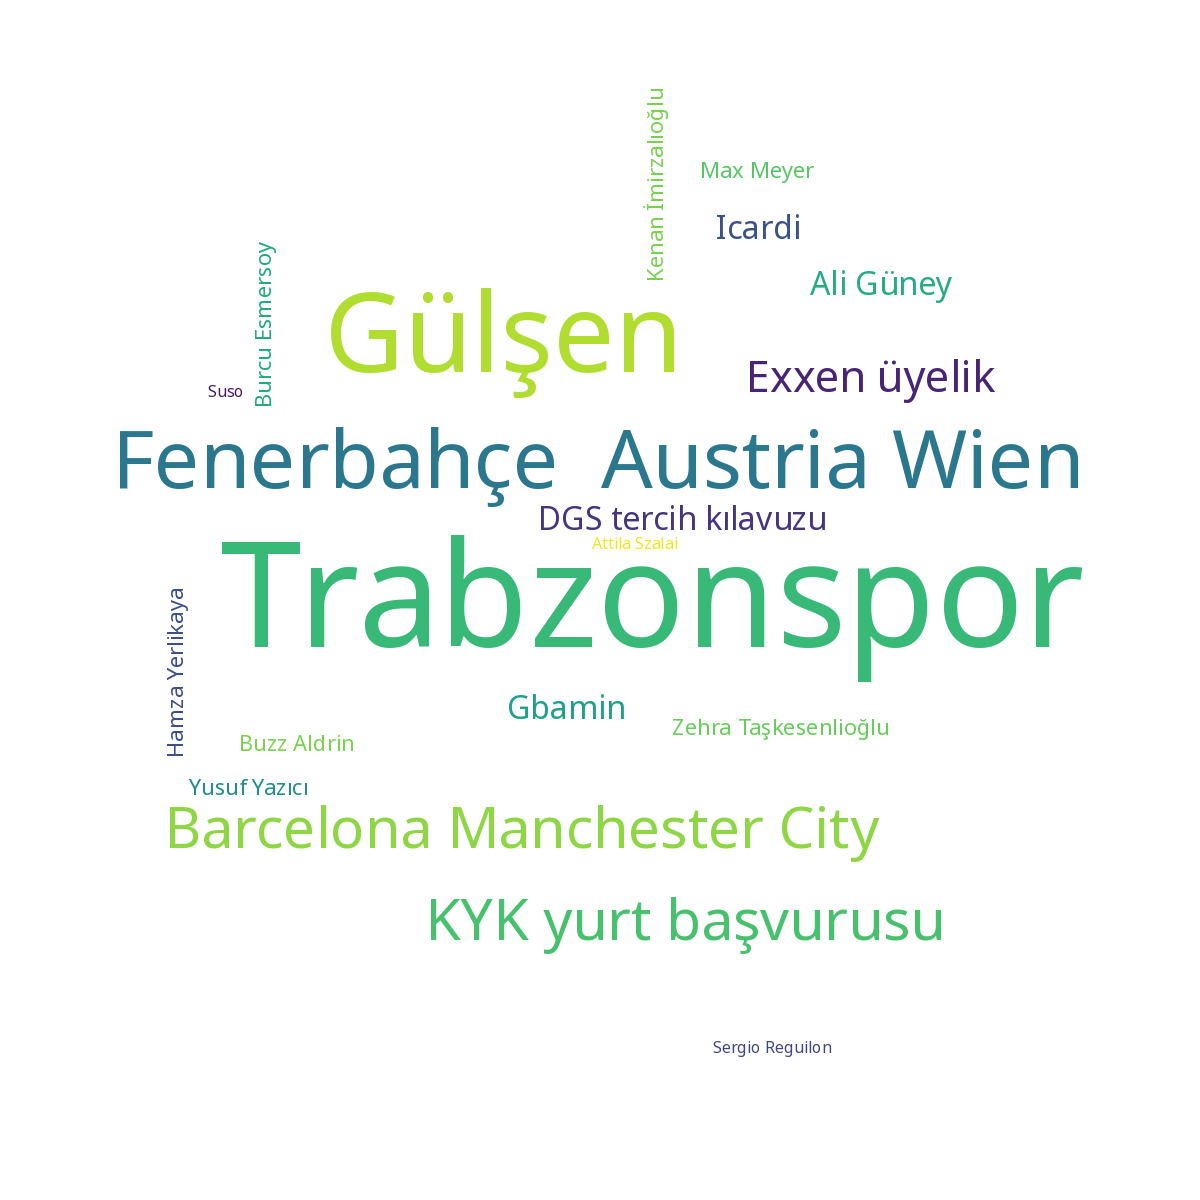 Kenan İmirzalıoğlu
Max Meyer
Icardi
Burcu Esmersoy
Ali Güney
Gülşen
Exxen üyelik
Suso
Fenerbahçe Austria Wien
DGS tercih kılavuzu
Attila Szalai
Trabzonspor
Hamza Yerlikaya
Gbamin
Zehra Taşkesenlioğlu
Buzz Aldrin
Yusuf Yazıcı
Barcelona Manchester City
KYK yurt başvurusu
Sergio Reguilon